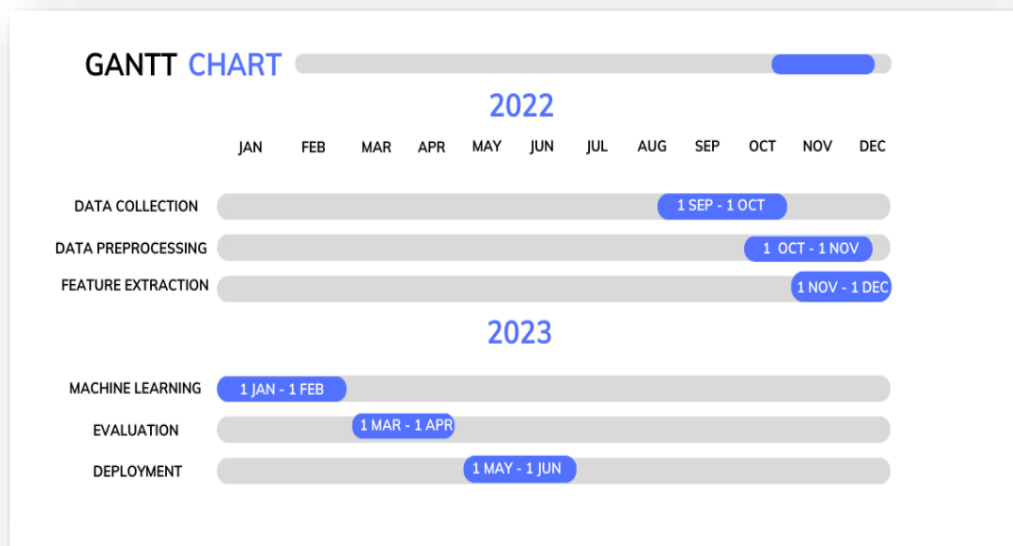 GANTT CHART
2022
JAN FEB MAR APR MAY JUN JUL AUG SEP OCT NOV DEC
DATA COLLECTION 1 SEP - 1 OCT
DATA PREPROCESSING 1 OCT - 1 NOV
FEATURE EXTRACTION 1 NOV - 1 DEC
2023
MACHINE LEARNING 1 JAN - 1 FEB
EVALUATION 1 MAR - 1 APR
DEPLOYMENT 1 MAY - 1 JUN